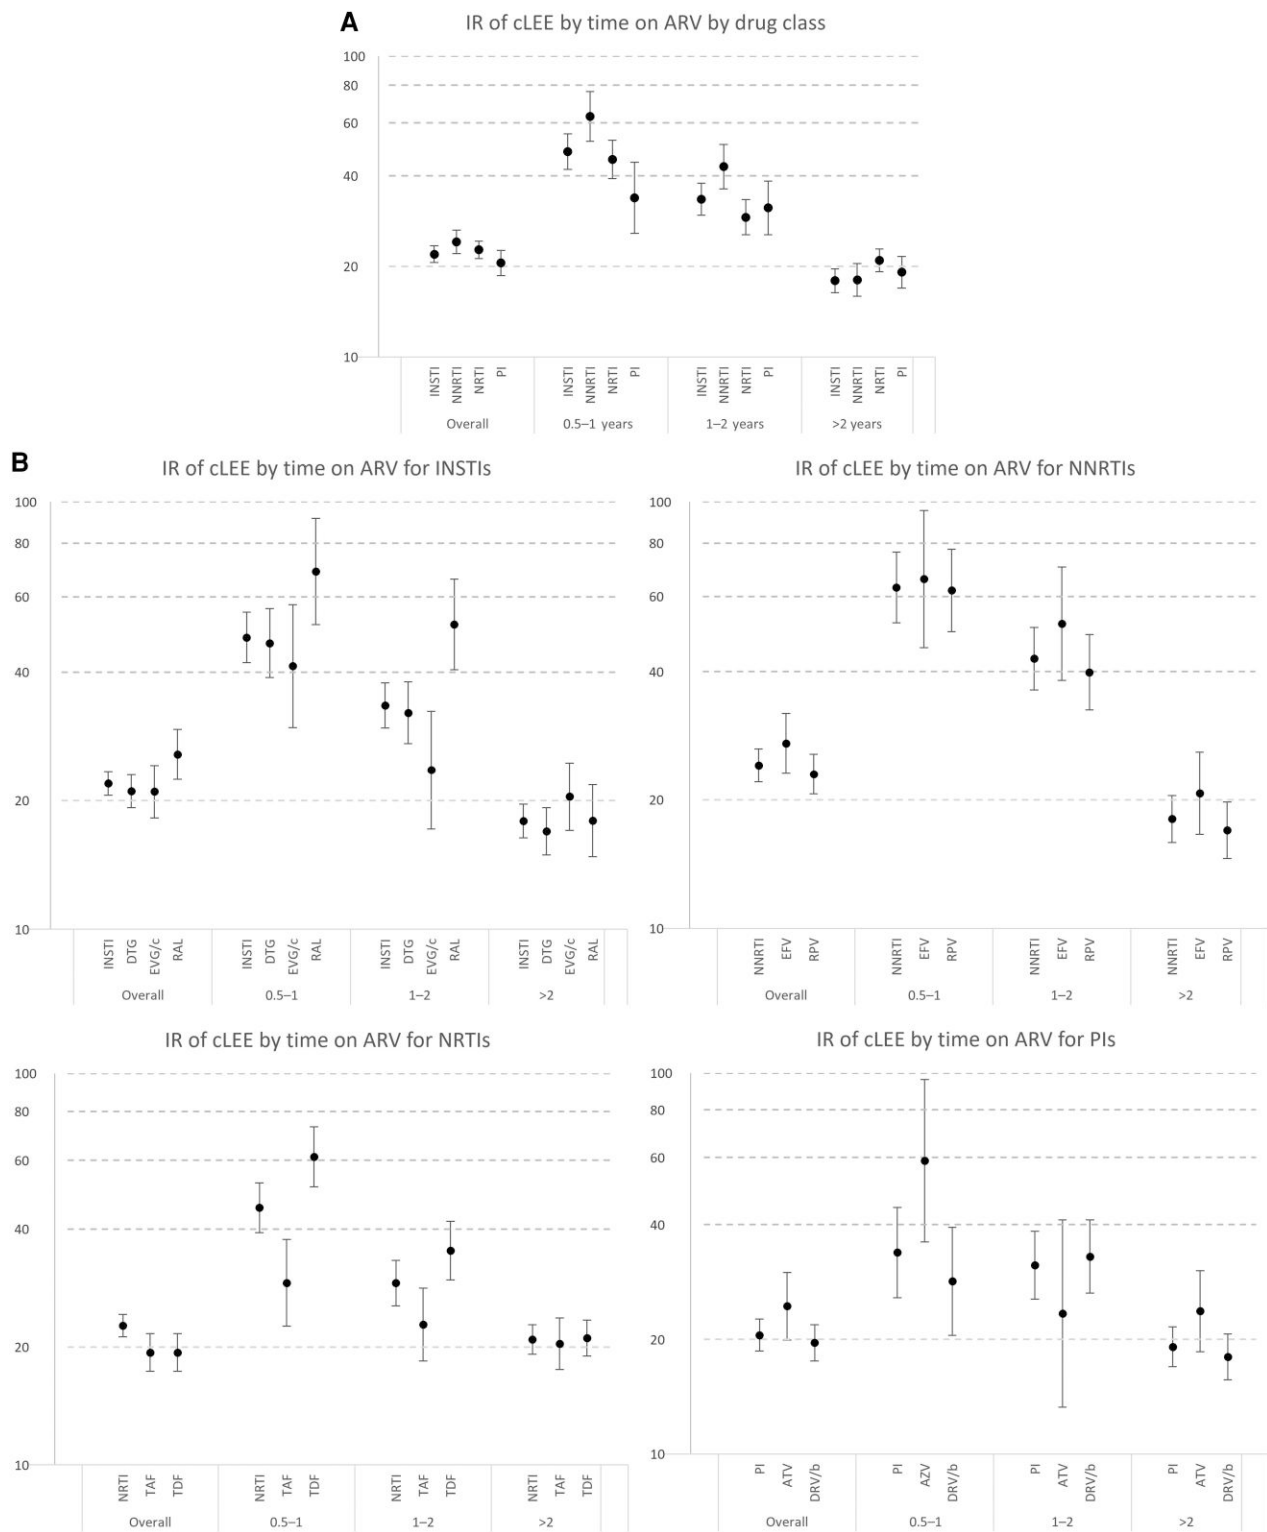 A
IR of cLEE by time on ARV by drug class
100
80
60
40
20
10
INSTI NNRTI NRTI PI INSTI NNRTI NRTI PI INSTI NNRTI NRTI PI INSTI NNRTI NRTI PI
Overall 0.5–1 years 1–2 years >2 years
B
IR of cLEE by time on ARV for INSTIs
100
80
60
40
20
10
INSTI DTG EVG/c RAL INSTI DTG EVG/c RAL INSTI DTG EVG/c RAL INSTI DTG EVG/c RAL
Overall 0.5–1 1–2 >2
IR of cLEE by time on ARV for NNRTIs
100
80
60
40
20
10
NNRTI EFV RPV NNRTI EFV RPV NNRTI EFV RPV NNRTI EFV RPV
Overall 0.5–1 1–2 >2
IR of cLEE by time on ARV for NRTIs
100
80
60
40
20
10
NRTI TAF TDF NRTI TAF TDF NRTI TAF TDF NRTI TAF TDF
Overall 0.5–1 1–2 >2
IR of cLEE by time on ARV for PIs
100
80
60
40
20
10
PI ATV DRV/b PI AZV DRV/b PI ATV DRV/b PI ATV DRV/b
Overall 0.5–1 1–2 >2